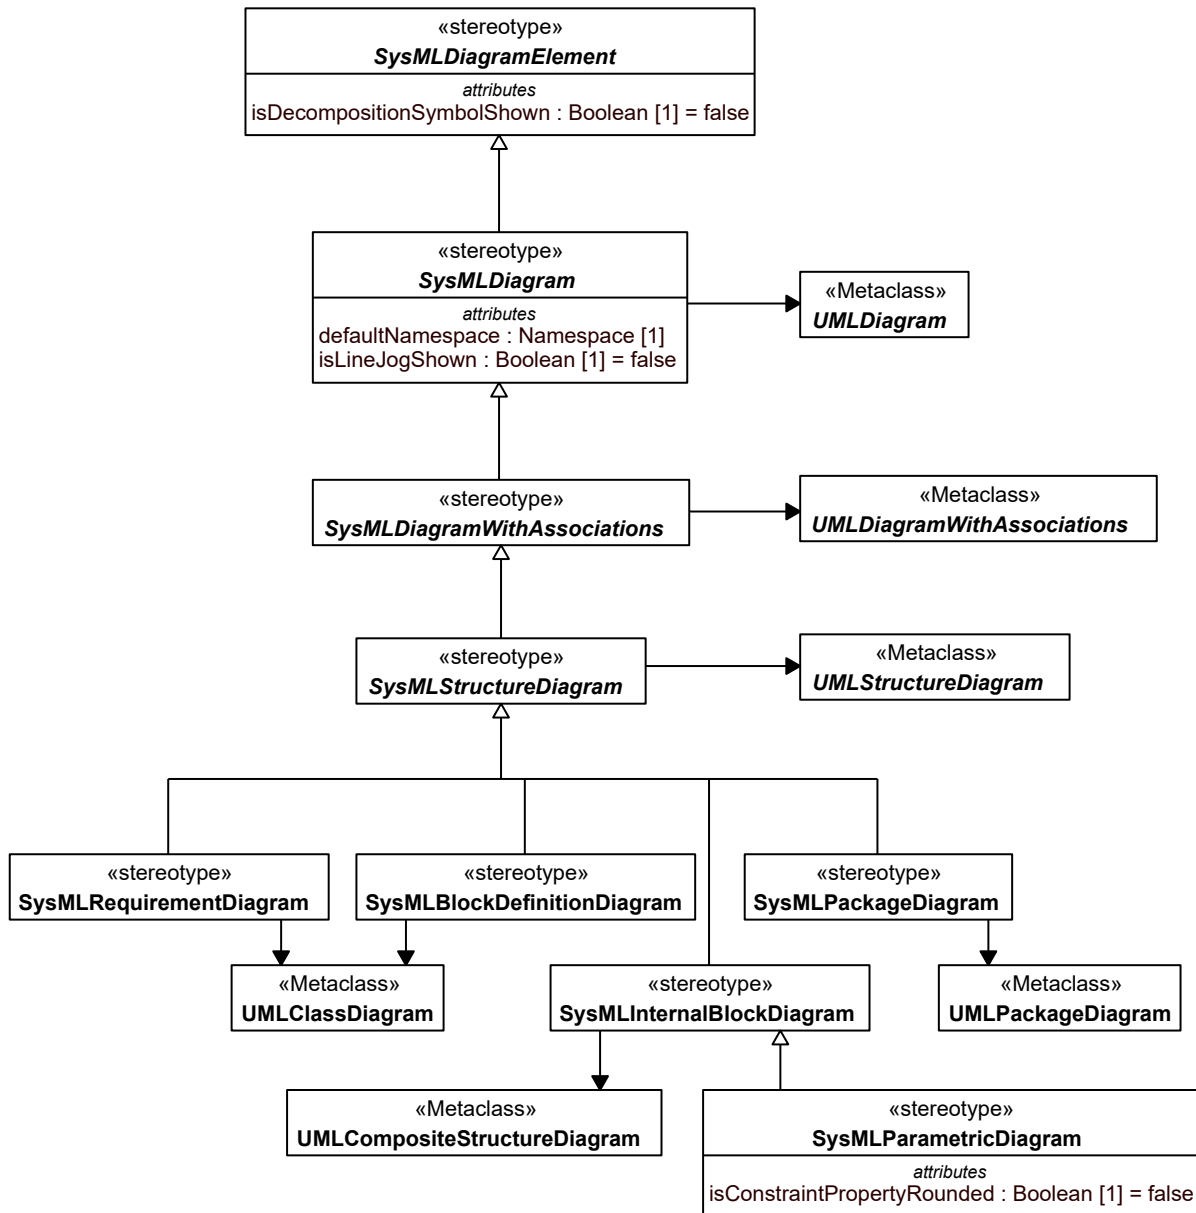 «stereotype»
SysMLDiagramElement
attributes
isDecompositionSymbolShown : Boolean [1] = false
«stereotype»
SysMLDiagram
attributes
defaultNamespace : Namespace [1]
isLineJogShown : Boolean [1] = false
«Metaclass»
UMLDiagram
«stereotype»
SysMLDiagramWithAssociations
«Metaclass»
UMLDiagramWithAssociations
«stereotype»
SysMLStructureDiagram
«Metaclass»
UMLStructureDiagram
«stereotype»
SysMLRequirementDiagram
«stereotype»
SysMLBlockDefinitionDiagram
«stereotype»
SysMLPackageDiagram
«Metaclass»
UMLClassDiagram
«stereotype»
SysMLInternalBlockDiagram
«Metaclass»
UMLPackageDiagram
«Metaclass»
UMLCompositeStructureDiagram
«stereotype»
SysMLParametricDiagram
attributes
isConstraintPropertyRounded : Boolean [1] = false